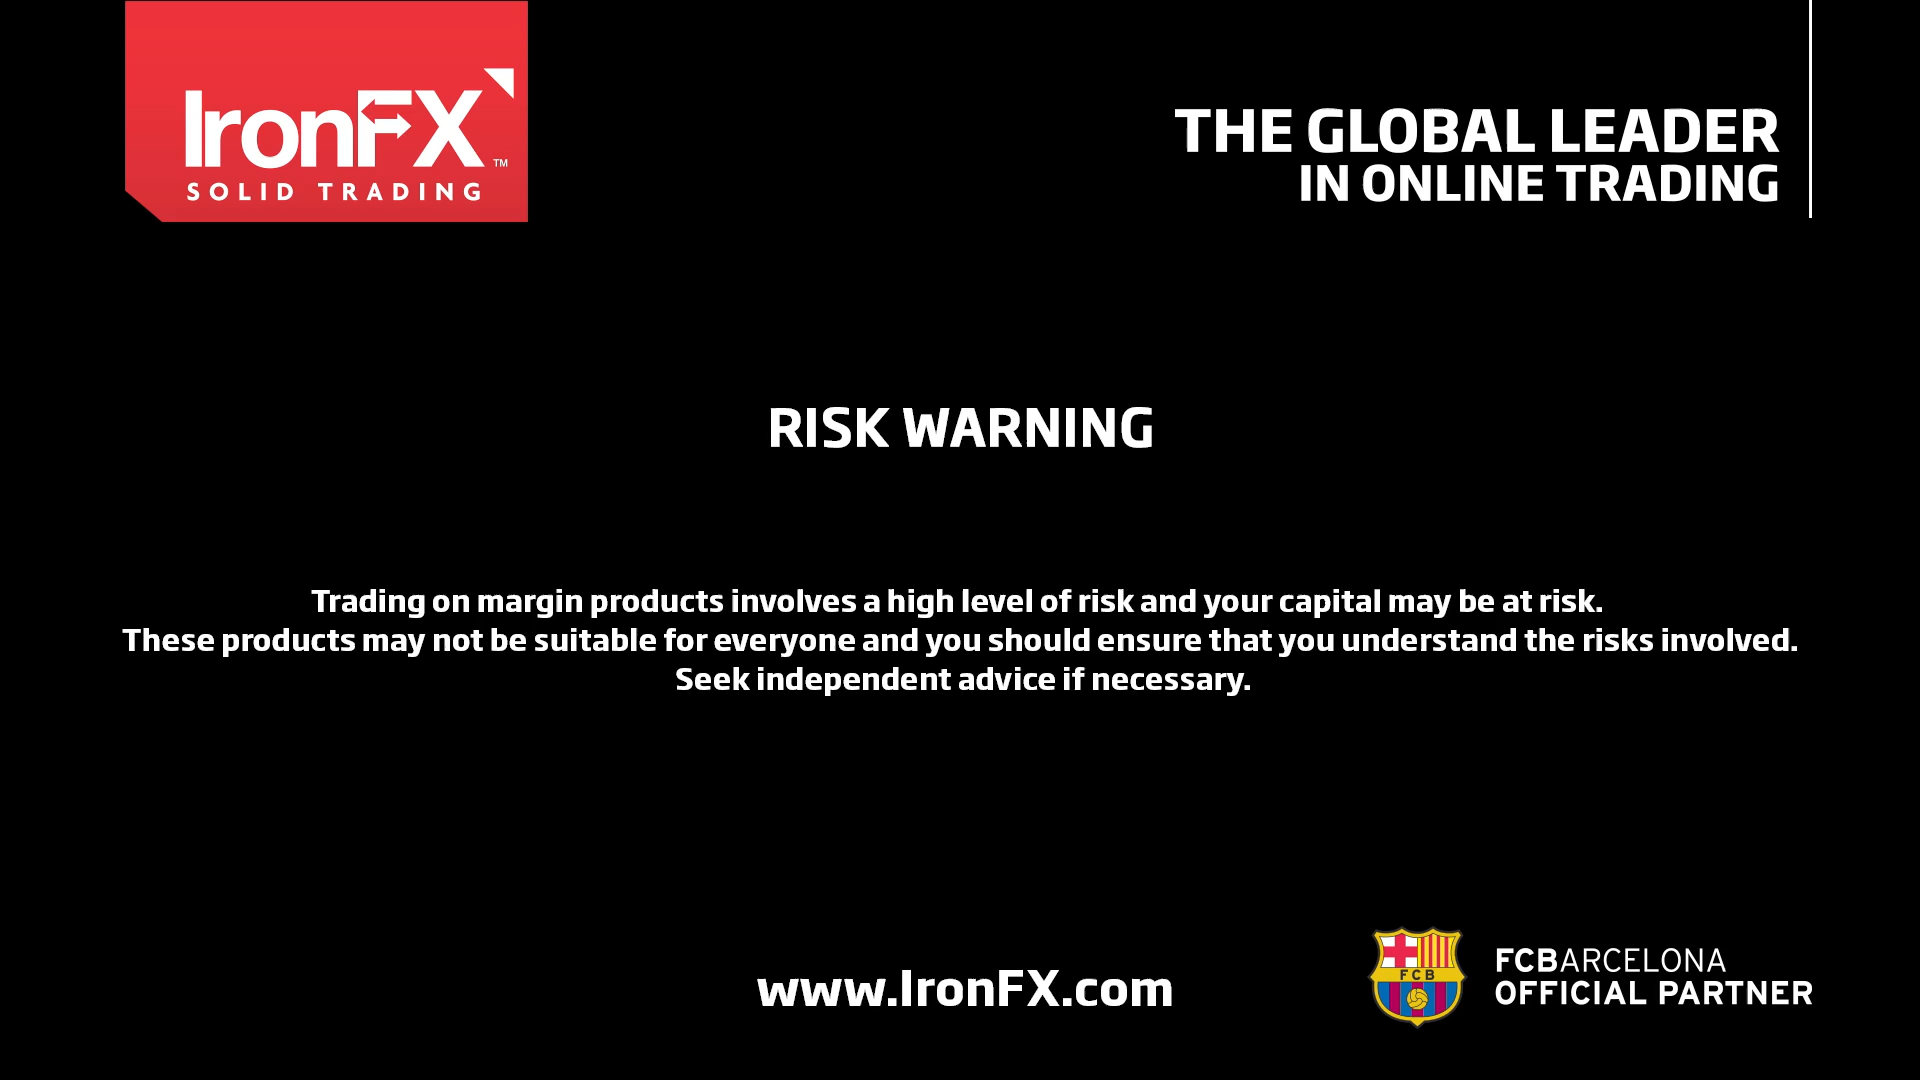 IronFX™
SOLID TRADING
THE GLOBAL LEADER
IN ONLINE TRADING
RISK WARNING
Trading on margin products involves a high level of risk and your capital may be at risk.
These products may not be suitable for everyone and you should ensure that you understand the risks involved.
Seek independent advice if necessary.
www.IronFX.com
FCB
FCBARCELONA
OFFICIAL PARTNER